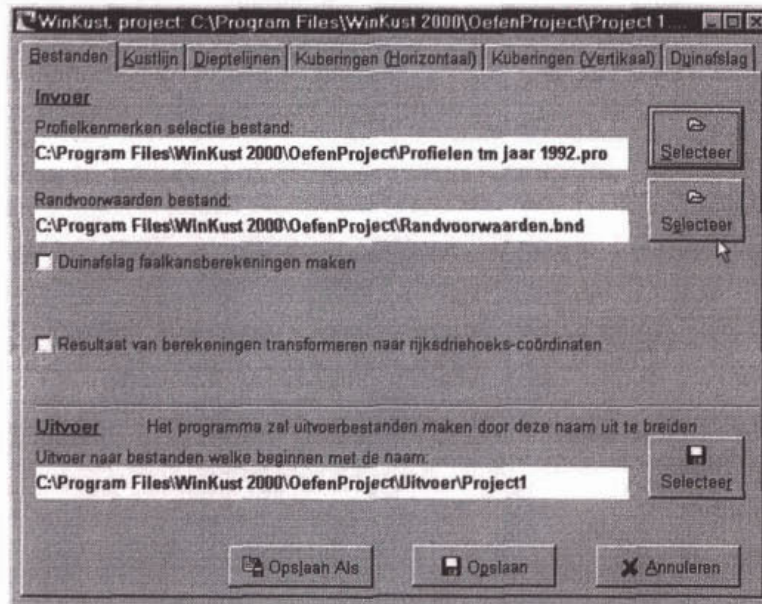 WinKust, project: C:\Program Files\WinKust 2000\OefenProject\Project 1....
Bestanden Kustlijn Dieptelijnen Kuberingen (Horizontaal) Kuberingen (Vertikaal) Duinafslag
Invoer
Profielkenmerken selectie bestand:
C:\Program Files\WinKust 2000\OefenProject\Profielen tm jaar 1992.pro
Selecteer
Randvoorwaarden bestand:
C:\Program Files\WinKust 2000\OefenProject\Randvoorwaarden.bnd
Selecteer
Duinafslag faalkansberekeningen maken
Resultaat van berekeningen transformeren naar rijksdriehoeks-coördinaten
Uitvoer Het programma zal uitvoerbestanden maken door deze naam uit te breiden
Uitvoer naar bestanden welke beginnen met de naam:
C:\Program Files\WinKust 2000\OefenProject\Uitvoer\Project1
Selecteer
Opslaan Als Opslaan Annuleren